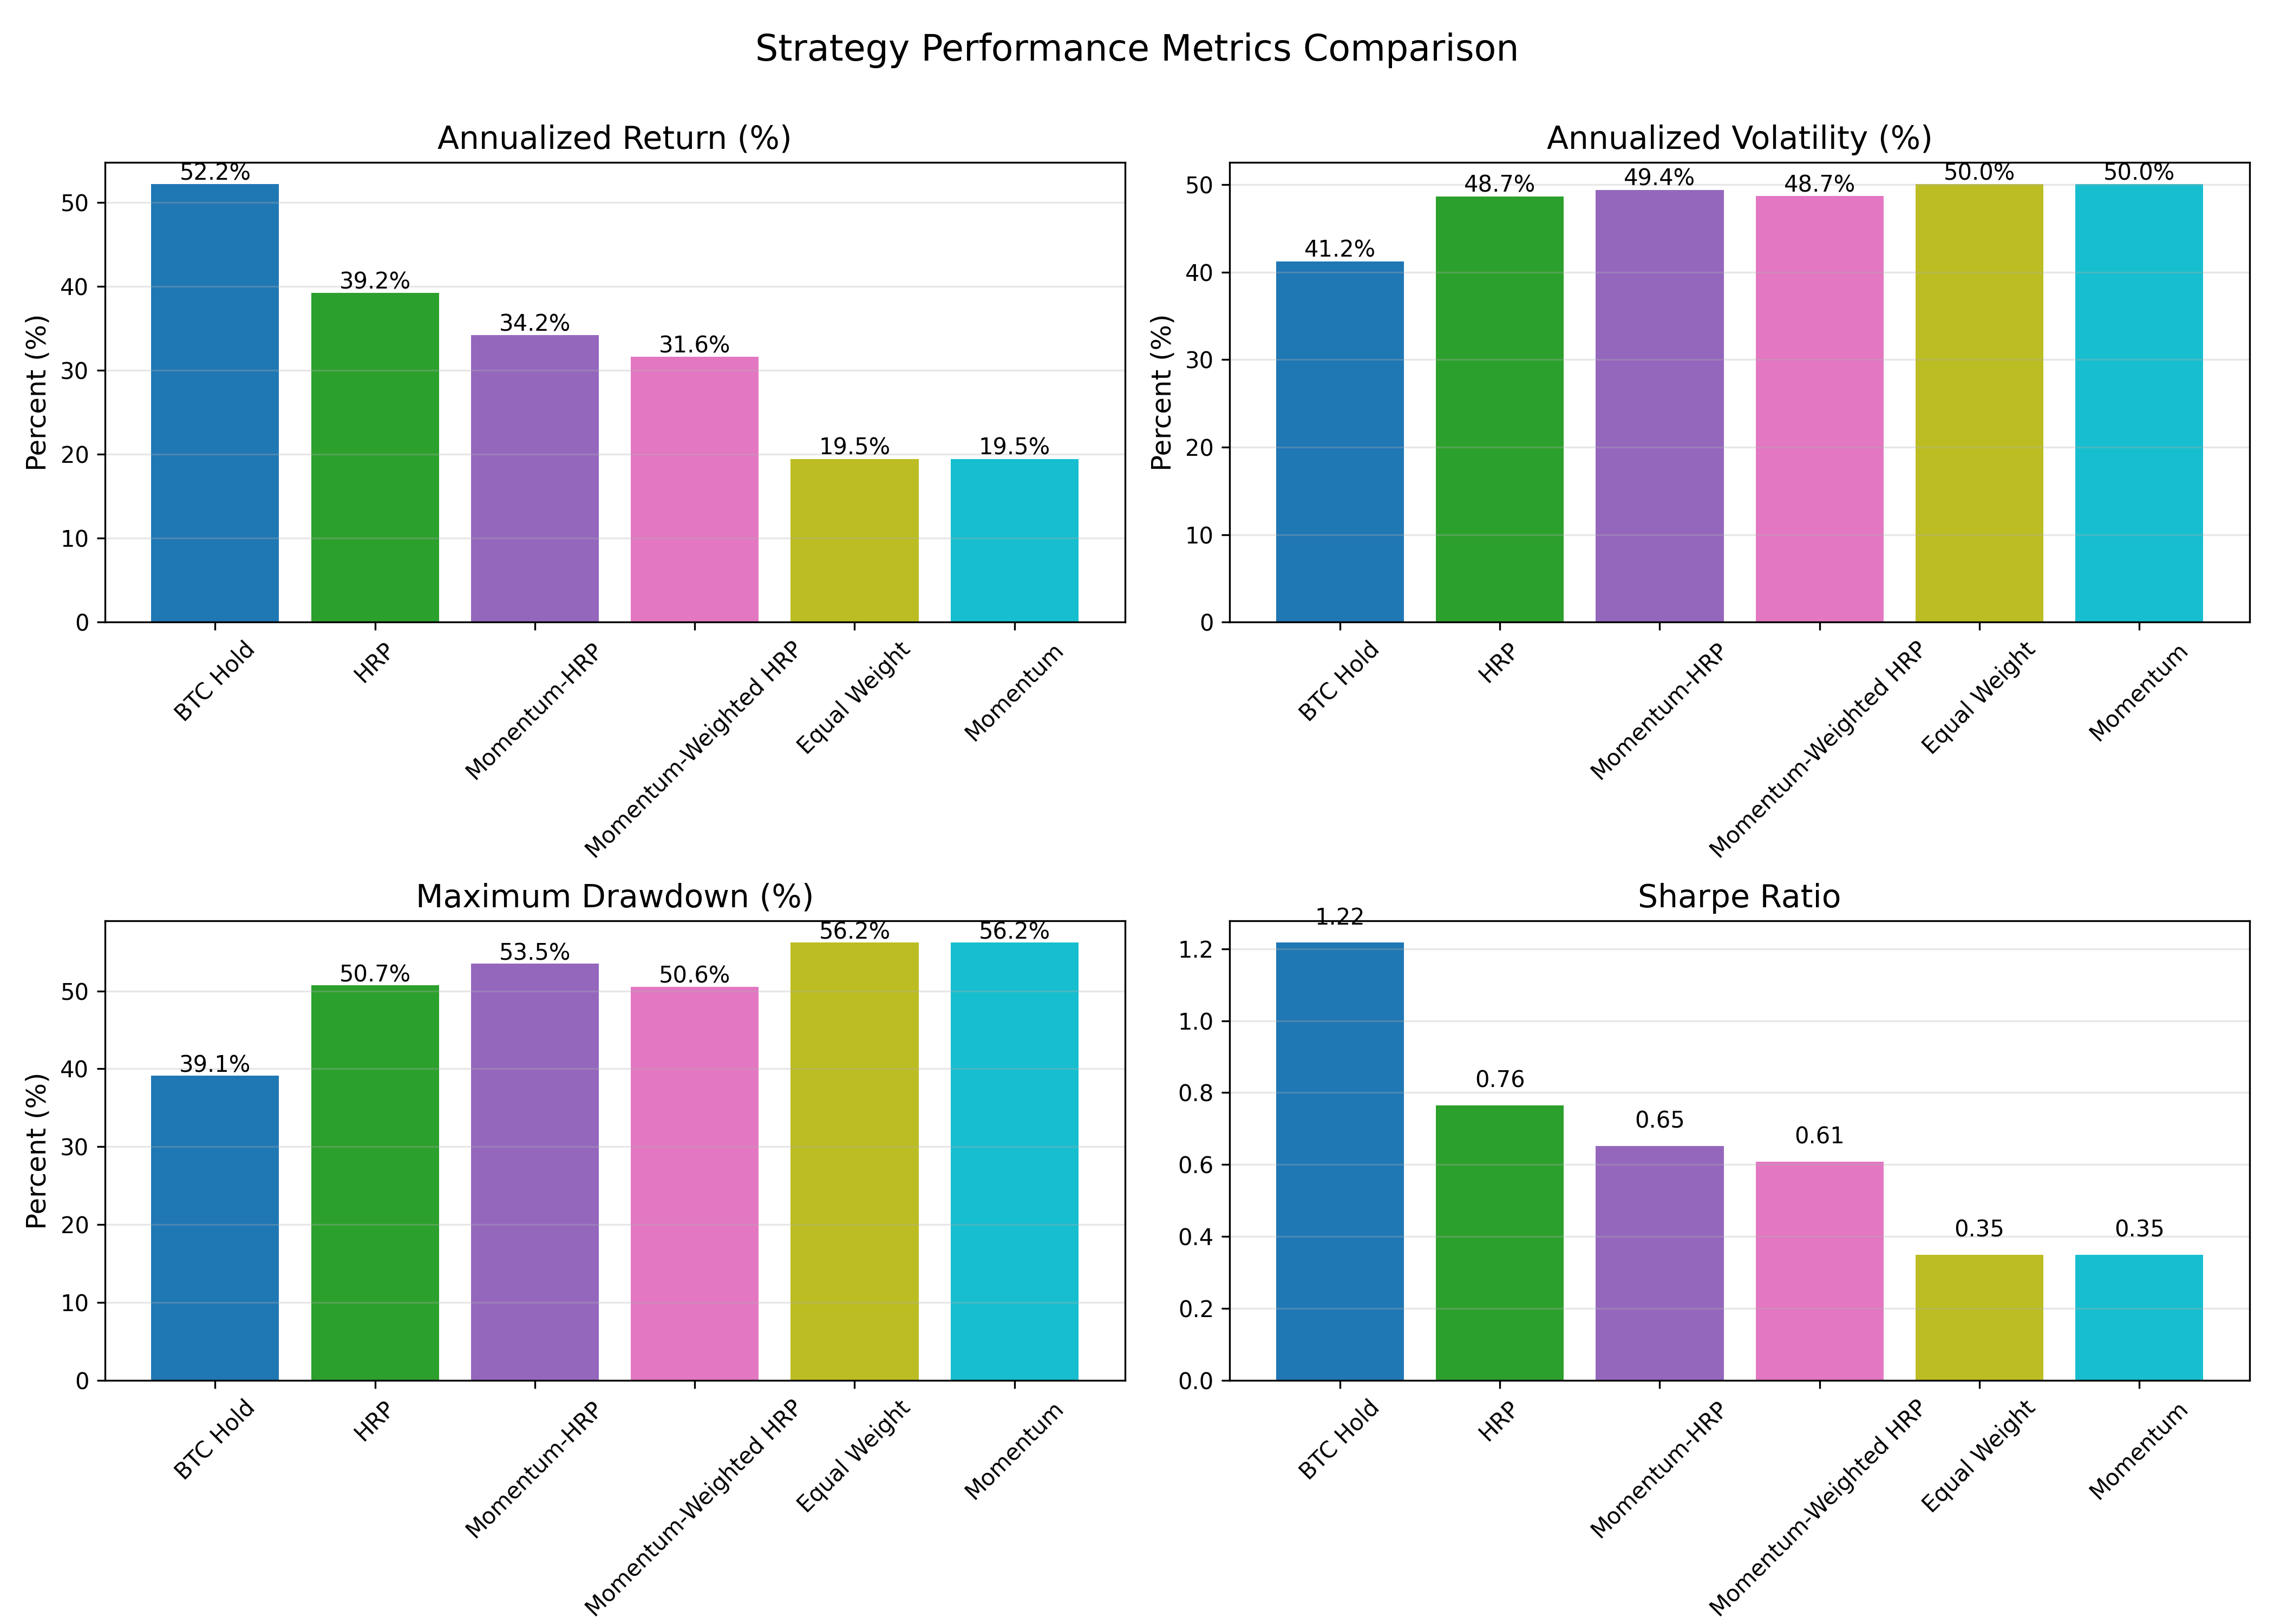 Strategy Performance Metrics Comparison
Annualized Return (%)
Percent (%)
50
40
30
20
10
0
52.2%
39.2%
34.2%
31.6%
19.5%
19.5%
BTC Hold
HRP
Momentum-HRP
Momentum-Weighted HRP
Equal Weight
Momentum
Annualized Volatility (%)
Percent (%)
50
40
30
20
10
0
41.2%
48.7%
49.4%
48.7%
50.0%
50.0%
BTC Hold
HRP
Momentum-HRP
Momentum-Weighted HRP
Equal Weight
Momentum
Maximum Drawdown (%)
Percent (%)
50
40
30
20
10
0
39.1%
50.7%
53.5%
50.6%
56.2%
56.2%
BTC Hold
HRP
Momentum-HRP
Momentum-Weighted HRP
Equal Weight
Momentum
Sharpe Ratio
1.2
1.0
0.8
0.6
0.4
0.2
0.0
1.22
0.76
0.65
0.61
0.35
0.35
BTC Hold
HRP
Momentum-HRP
Momentum-Weighted HRP
Equal Weight
Momentum